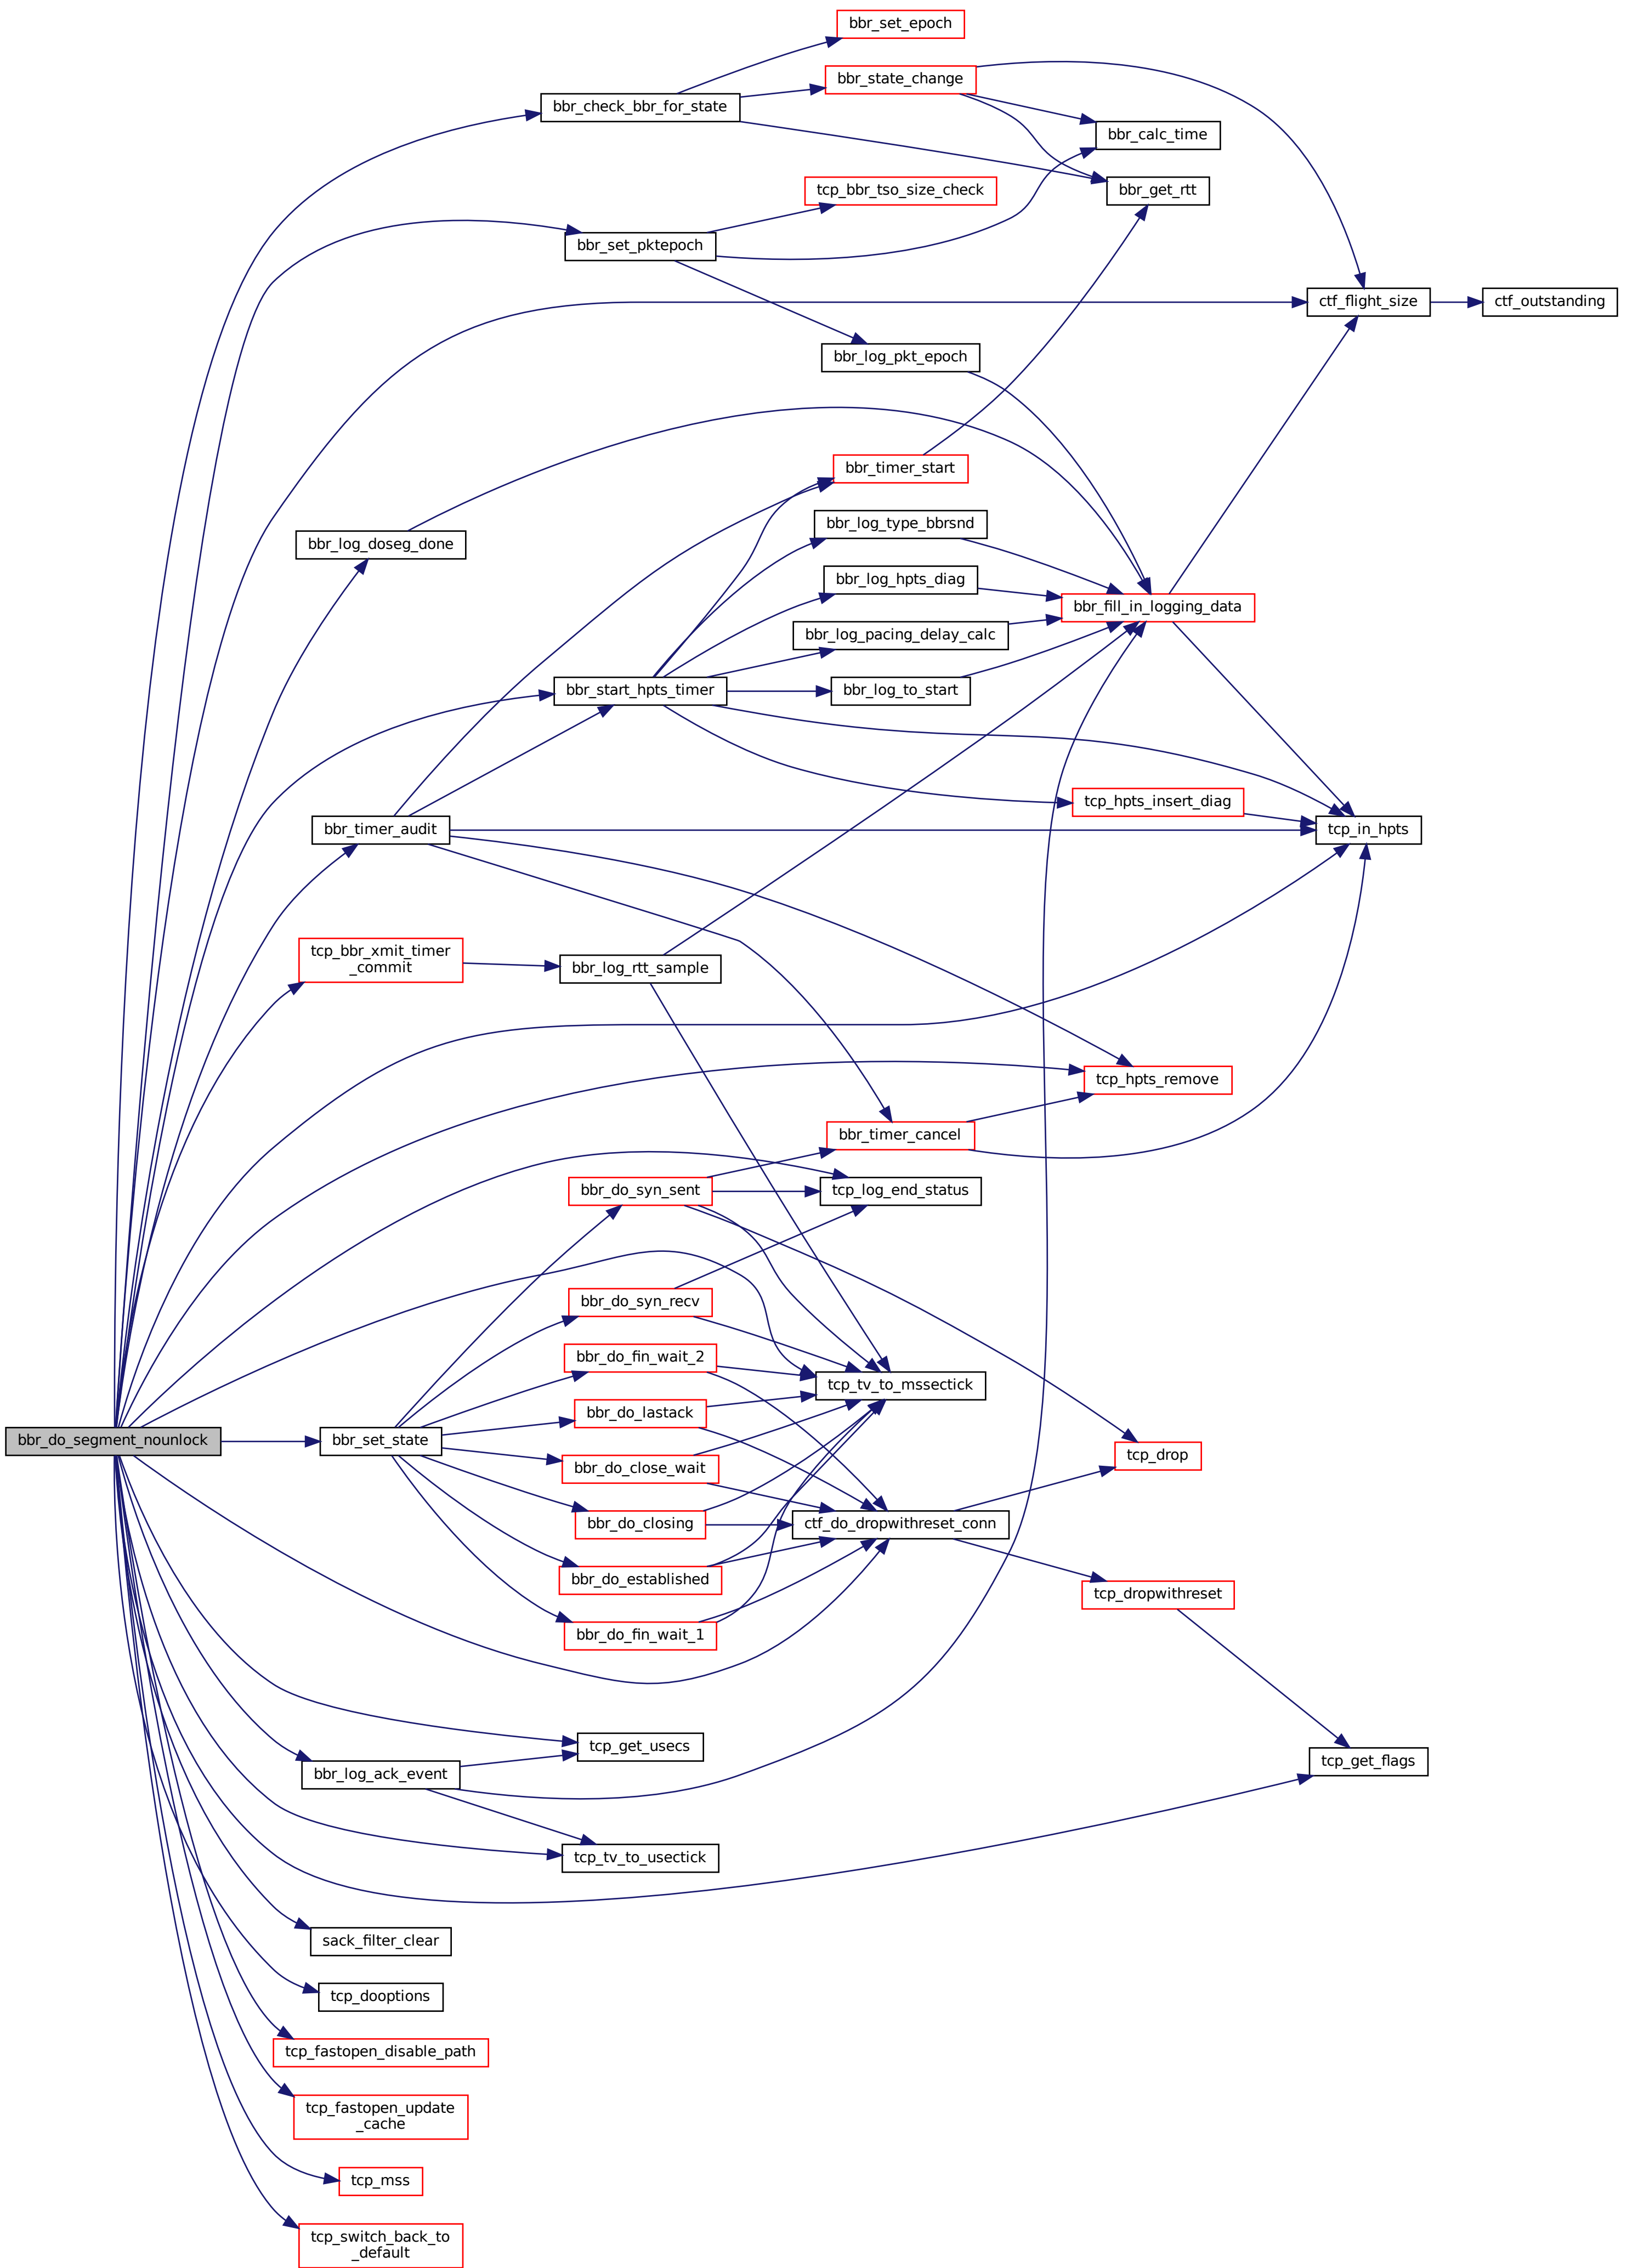 bbr_set_epoch
bbr_state_change
bbr_check_bbr_for_state
bbr_calc_time
tcp_bbr_tso_size_check
bbr_get_rtt
bbr_set_pktepoch
ctf_flight_size
ctf_outstanding
bbr_log_pkt_epoch
bbr_timer_start
bbr_log_type_bbrsnd
bbr_log_doseg_done
bbr_log_hpts_diag
bbr_fill_in_logging_data
bbr_log_pacing_delay_calc
bbr_start_hpts_timer
bbr_log_to_start
tcp_hpts_insert_diag
bbr_timer_audit
tcp_in_hpts
tcp_bbr_xmit_timer
_commit
bbr_log_rtt_sample
tcp_hpts_remove
bbr_timer_cancel
bbr_do_syn_sent
tcp_log_end_status
bbr_do_syn_recv
bbr_do_fin_wait_2
tcp_tv_to_mssectick
bbr_do_lastack
bbr_do_segment_nounlock
bbr_set_state
tcp_drop
bbr_do_close_wait
bbr_do_closing
ctf_do_dropwithreset_conn
bbr_do_established
tcp_dropwithreset
bbr_do_fin_wait_1
tcp_get_usecs
tcp_get_flags
bbr_log_ack_event
tcp_tv_to_usectick
sack_filter_clear
tcp_dooptions
tcp_fastopen_disable_path
tcp_fastopen_update
_cache
tcp_mss
tcp_switch_back_to
_default